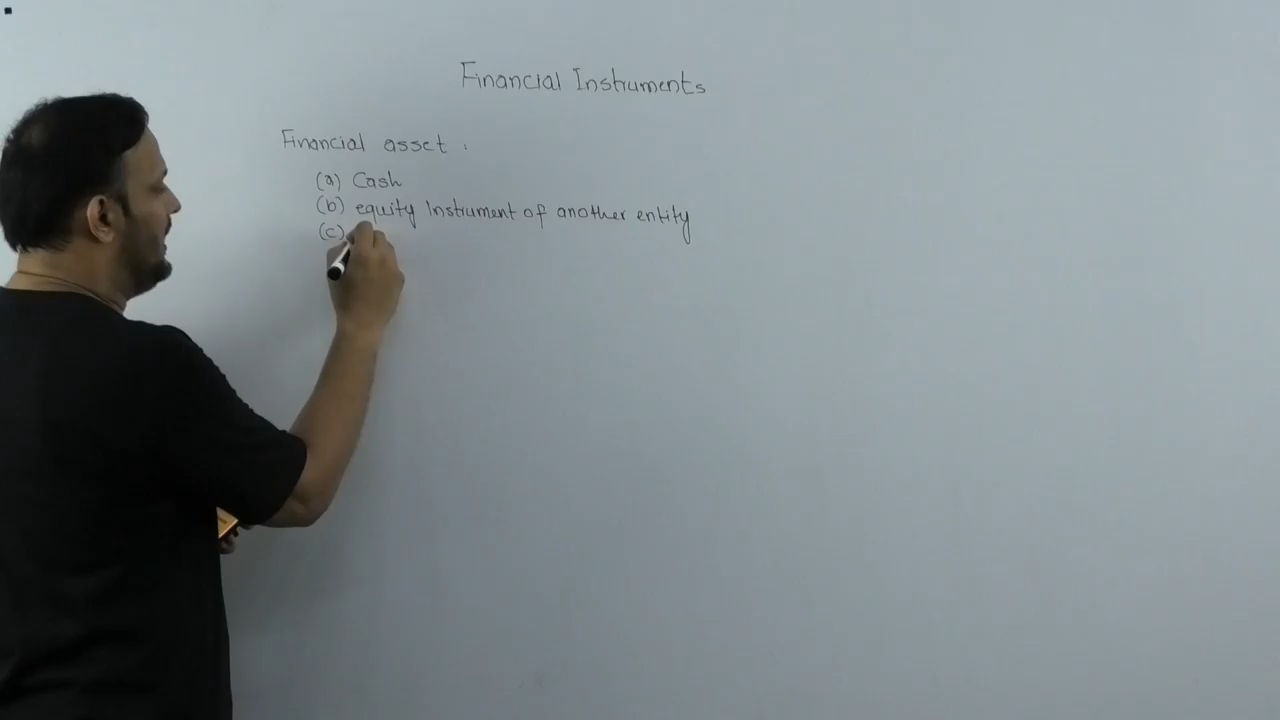 Financial Instruments
Financial asset :
(a) Cash
(b) equity Instrument of another entity
(c)